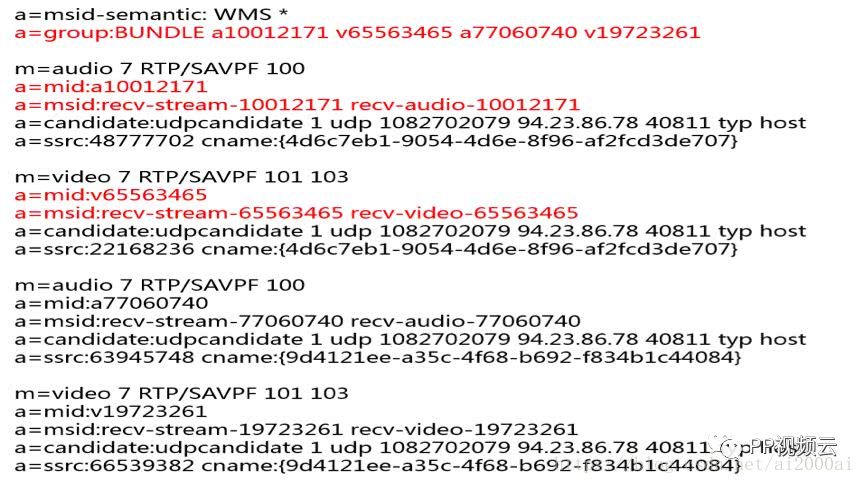 a=msid-semantic: WMS *
a=group:BUNDLE a10012171 v65563465 a77060740 v19723261
m=audio 7 RTP/SAVPF 100
a=mid:a10012171
a=msid:recv-stream-10012171 recv-audio-10012171
a=candidate:udpcandidate 1 udp 1082702079 94.23.86.78 40811 typ host
a=ssrc:48777702 cname:{4d6c7eb1-9054-4d6e-8f96-af2fcd3de707}
m=video 7 RTP/SAVPF 101 103
a=mid:v65563465
a=msid:recv-stream-65563465 recv-video-65563465
a=candidate:udpcandidate 1 udp 1082702079 94.23.86.78 40811 typ host
a=ssrc:22168236 cname:{4d6c7eb1-9054-4d6e-8f96-af2fcd3de707}
m=audio 7 RTP/SAVPF 100
a=mid:a77060740
a=msid:recv-stream-77060740 recv-audio-77060740
a=candidate:udpcandidate 1 udp 1082702079 94.23.86.78 40811 typ host
a=ssrc:63945748 cname:{9d4121ee-a35c-4f68-b692-f834b1c44084}
m=video 7 RTP/SAVPF 101 103
a=mid:v19723261
a=msid:recv-stream-19723261 recv-video-19723261
a=candidate:udpcandidate 1 udp 1082702079 94.23.86.78 40811 typ host
PP视频云
a=ssrc:66539382 cname:{9d4121ee-a35c-4f68-b692-f834b1c44084}